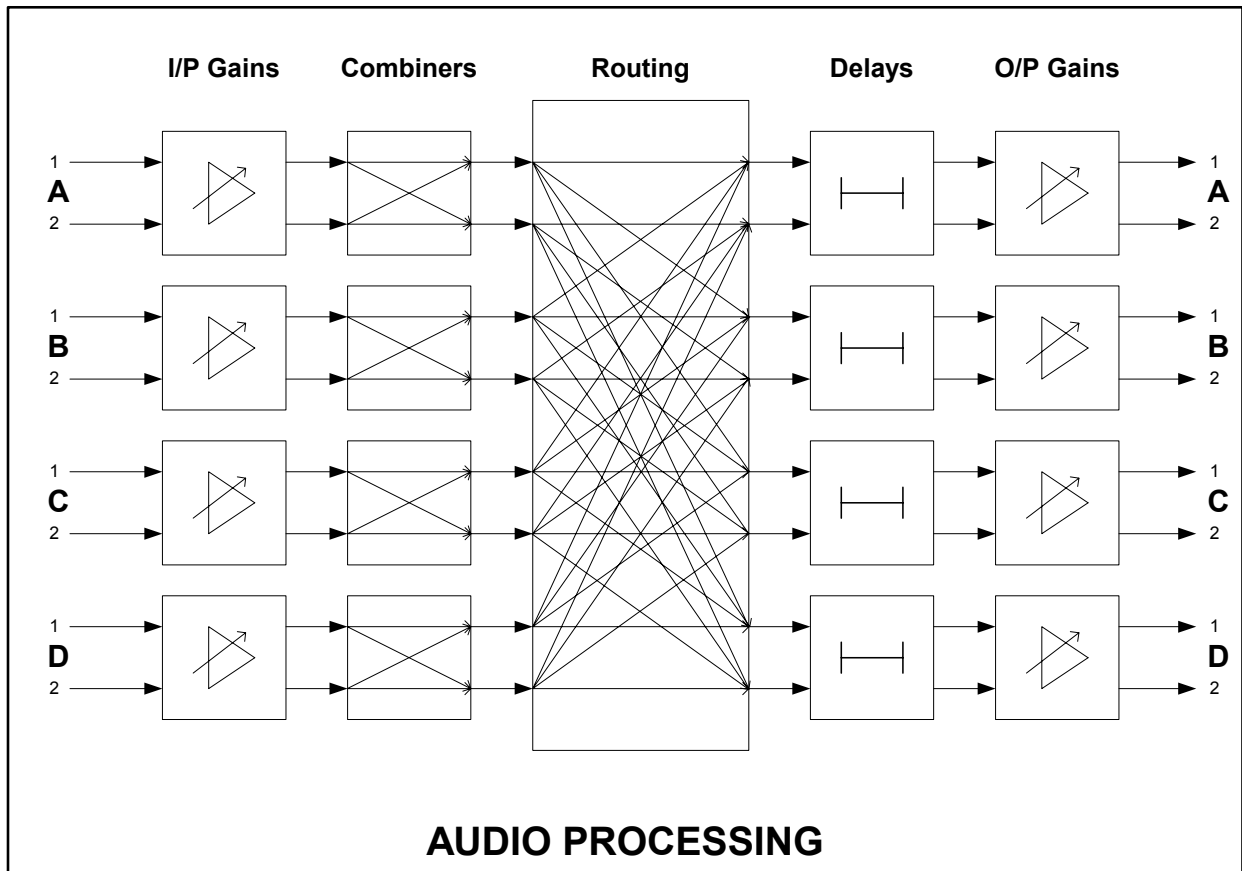 I/P Gains Combiners Routing Delays O/P Gains
1 1
A A
2 2
1 1
B B
2 2
1 1
C C
2 2
1 1
D D
2 2
AUDIO PROCESSING